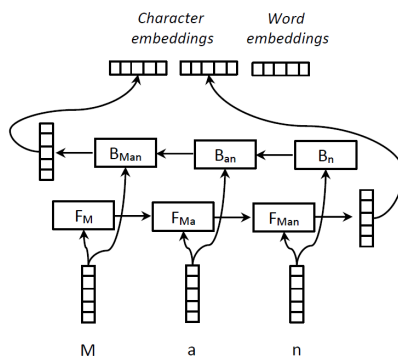 Character embeddings
Word embeddings
B_Man B_an B_n
F_M F_Ma F_Man
M a n